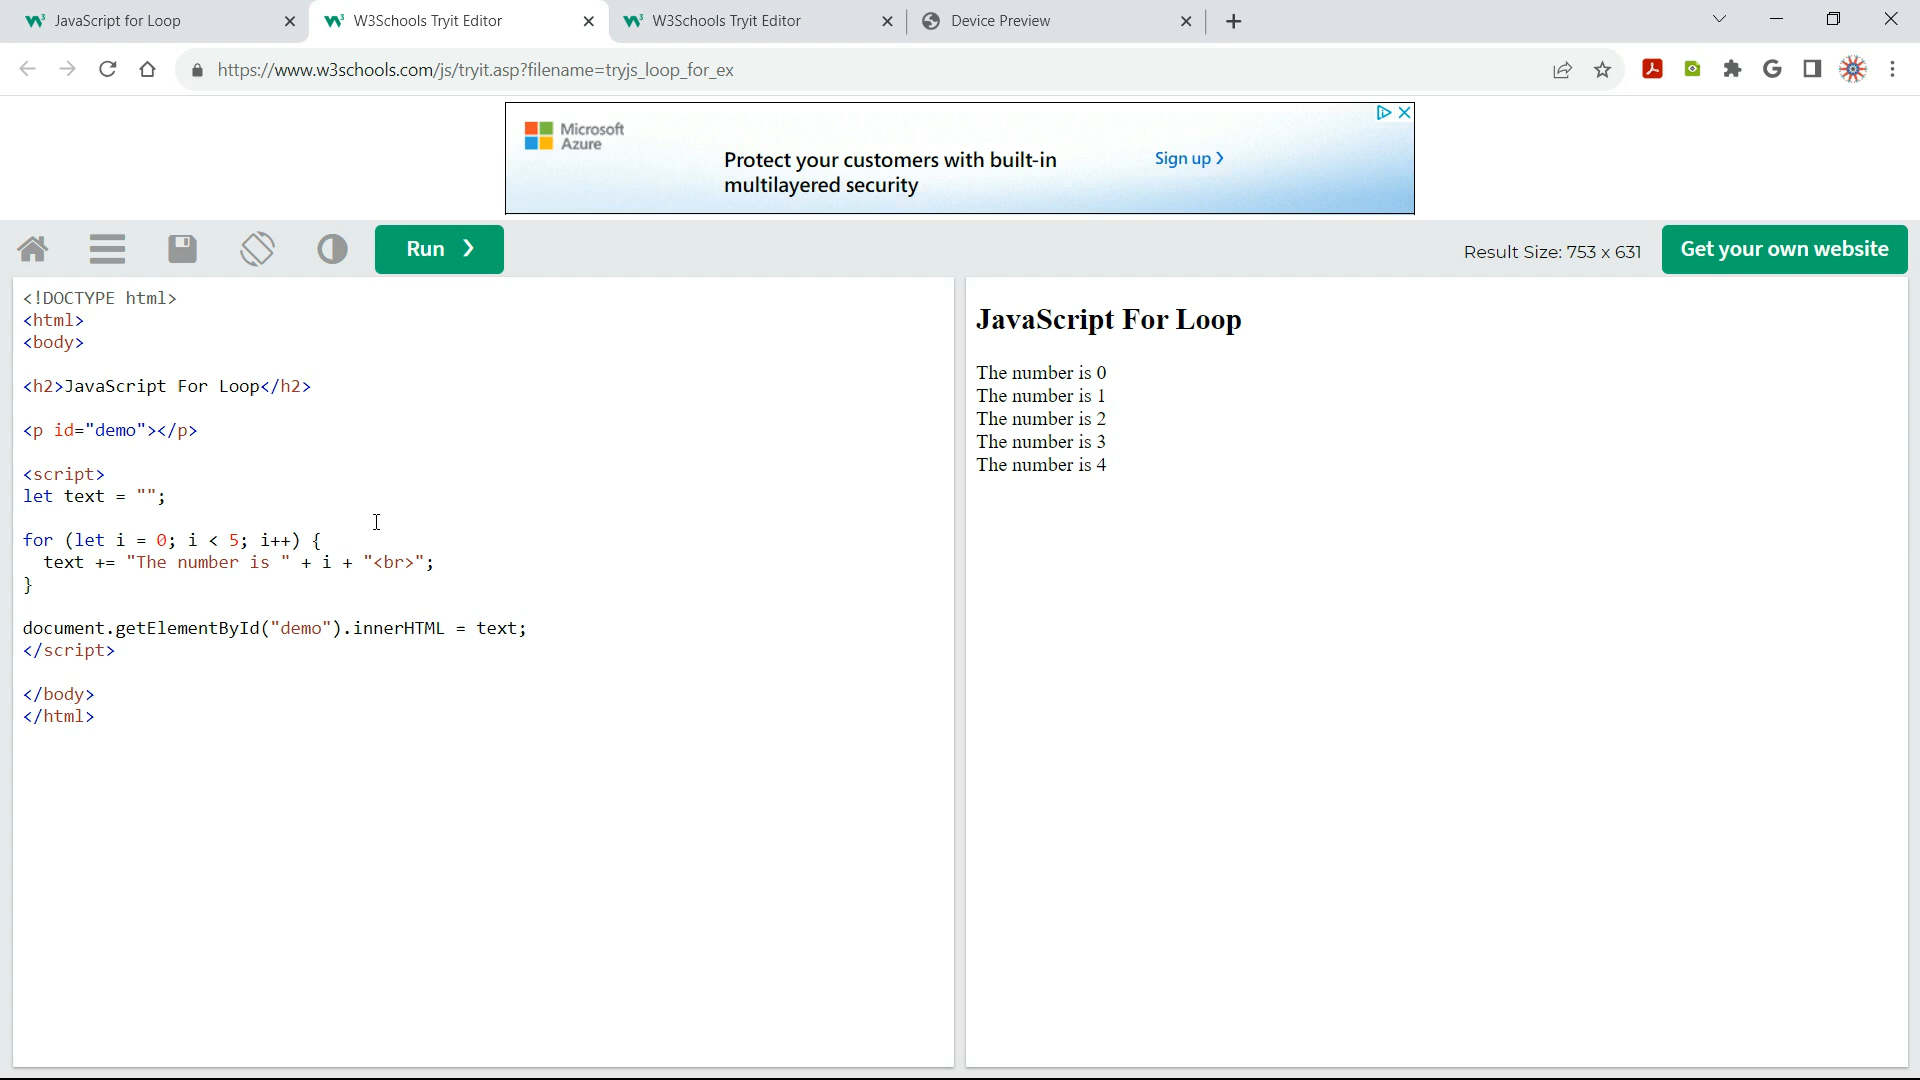 JavaScript for Loop
W3Schools Tryit Editor
W3Schools Tryit Editor
Device Preview
https://www.w3schools.com/js/tryit.asp?filename=tryjs_loop_for_ex
Microsoft
Azure
Protect your customers with built-in
multilayered security
Sign up >
Run ❯
Result Size: 753 x 631
Get your own website
<!DOCTYPE html>
<html>
<body>
<h2>JavaScript For Loop</h2>
<p id="demo"></p>
<script>
let text = "";
for (let i = 0; i < 5; i++) {
text += "The number is " + i + "<br>";
}
document.getElementById("demo").innerHTML = text;
</script>
</body>
</html>
JavaScript For Loop
The number is 0
The number is 1
The number is 2
The number is 3
The number is 4